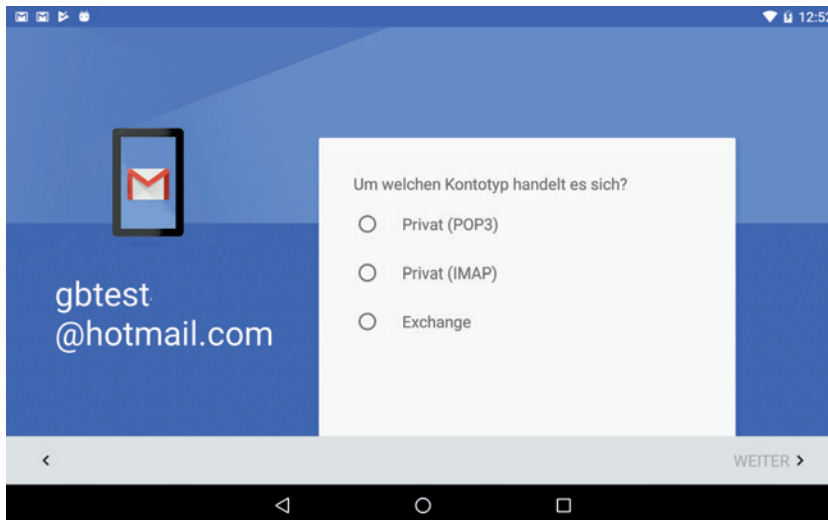 12:52
Um welchen Kontotyp handelt es sich?
Privat (POP3)
Privat (IMAP)
Exchange
gbtest
@hotmail.com
WEITER